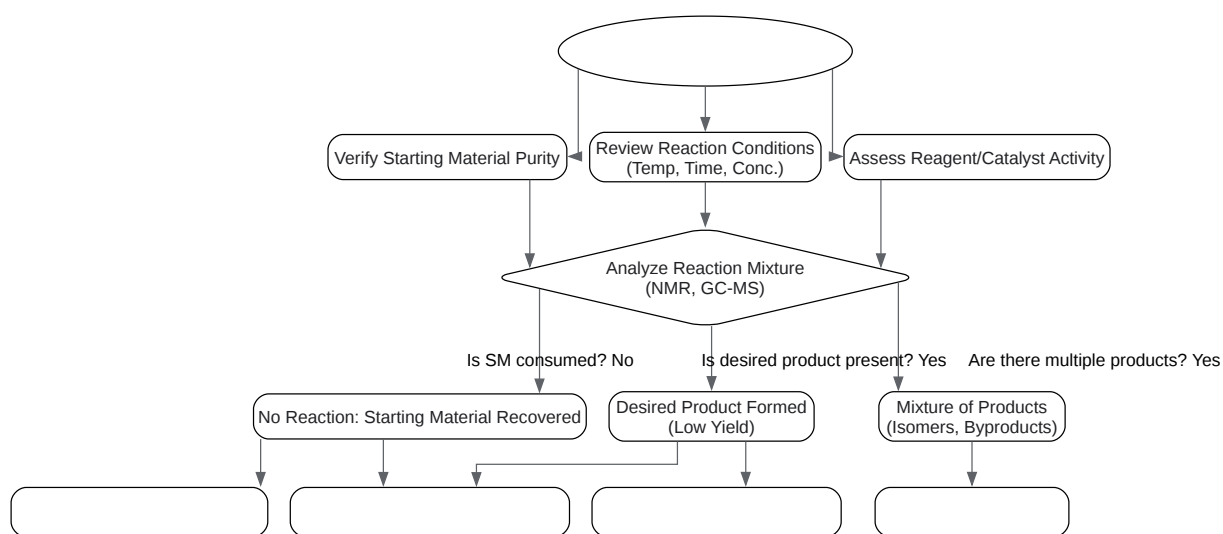 Verify Starting Material Purity
Review Reaction Conditions
(Temp, Time, Conc.)
Assess Reagent/Catalyst Activity
Analyze Reaction Mixture
(NMR, GC-MS)
Is SM consumed? No
Is desired product present? Yes
Are there multiple products? Yes
No Reaction: Starting Material Recovered
Desired Product Formed
(Low Yield)
Mixture of Products
(Isomers, Byproducts)